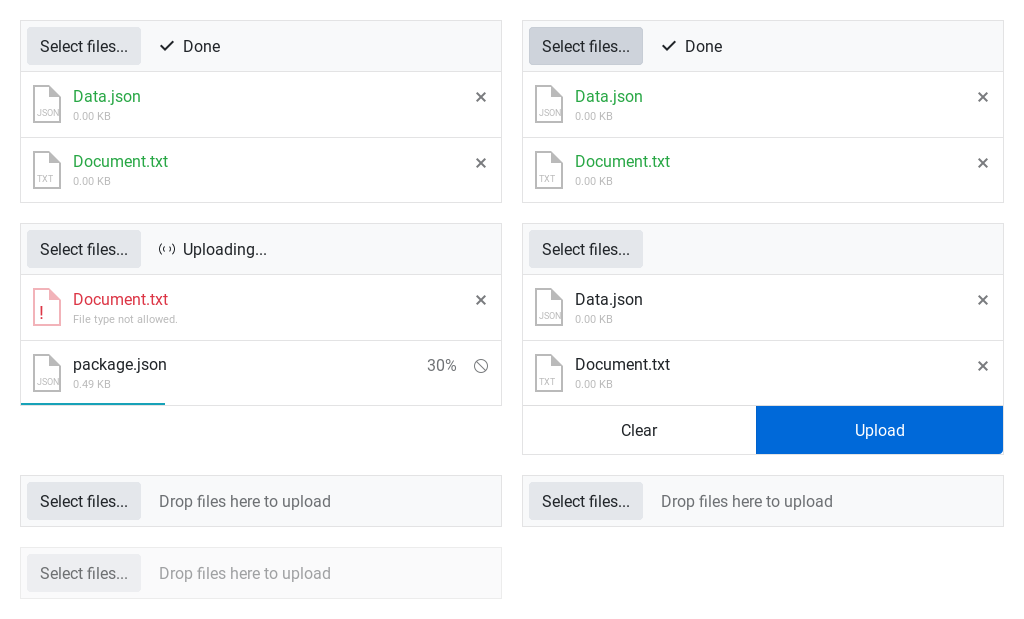 Select files...
Done
JSON
Data.json
0.00 KB
TXT
Document.txt
0.00 KB
Select files...
Done
JSON
Data.json
0.00 KB
TXT
Document.txt
0.00 KB
Select files...
Uploading...
!
Document.txt
File type not allowed.
JSON
package.json
0.49 KB
30%
Select files...
JSON
Data.json
0.00 KB
TXT
Document.txt
0.00 KB
Clear
Upload
Select files...
Drop files here to upload
Select files...
Drop files here to upload
Select files...
Drop files here to upload